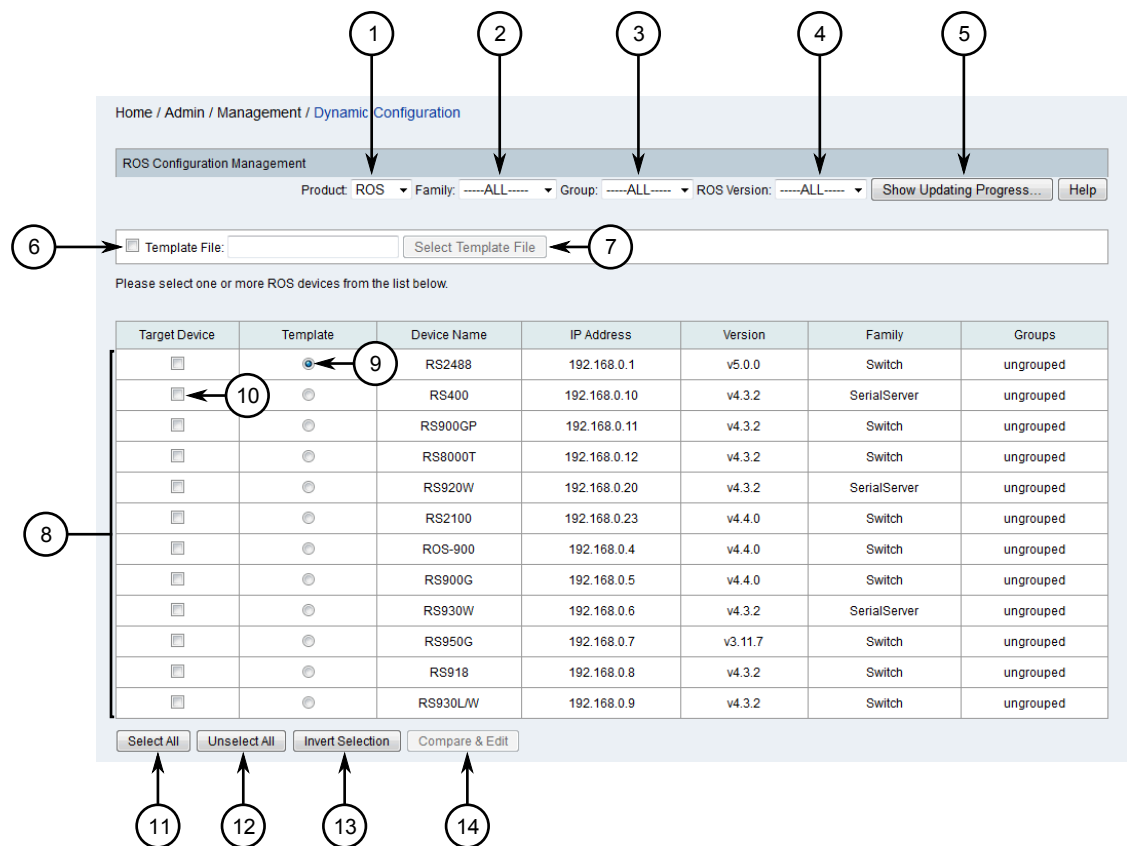 1 2 3 4 5
Home / Admin / Management / Dynamic Configuration
ROS Configuration Management
Product: ROS Family: -----ALL----- Group: -----ALL----- ROS Version: -----ALL----- Show Updating Progress... Help
6 Template File: Select Template File 7
Please select one or more ROS devices from the list below.
Target Device Template Device Name IP Address Version Family Groups
9 RS2488 192.168.0.1 v5.0.0 Switch ungrouped
10 RS400 192.168.0.10 v4.3.2 SerialServer ungrouped
RS900GP 192.168.0.11 v4.3.2 Switch ungrouped
RS8000T 192.168.0.12 v4.3.2 Switch ungrouped
RS920W 192.168.0.20 v4.3.2 SerialServer ungrouped
8 RS2100 192.168.0.23 v4.4.0 Switch ungrouped
ROS-900 192.168.0.4 v4.4.0 Switch ungrouped
RS900G 192.168.0.5 v4.4.0 Switch ungrouped
RS930W 192.168.0.6 v4.3.2 SerialServer ungrouped
RS950G 192.168.0.7 v3.11.7 Switch ungrouped
RS918 192.168.0.8 v4.3.2 Switch ungrouped
RS930L/W 192.168.0.9 v4.3.2 Switch ungrouped
Select All Unselect All Invert Selection Compare & Edit
11 12 13 14